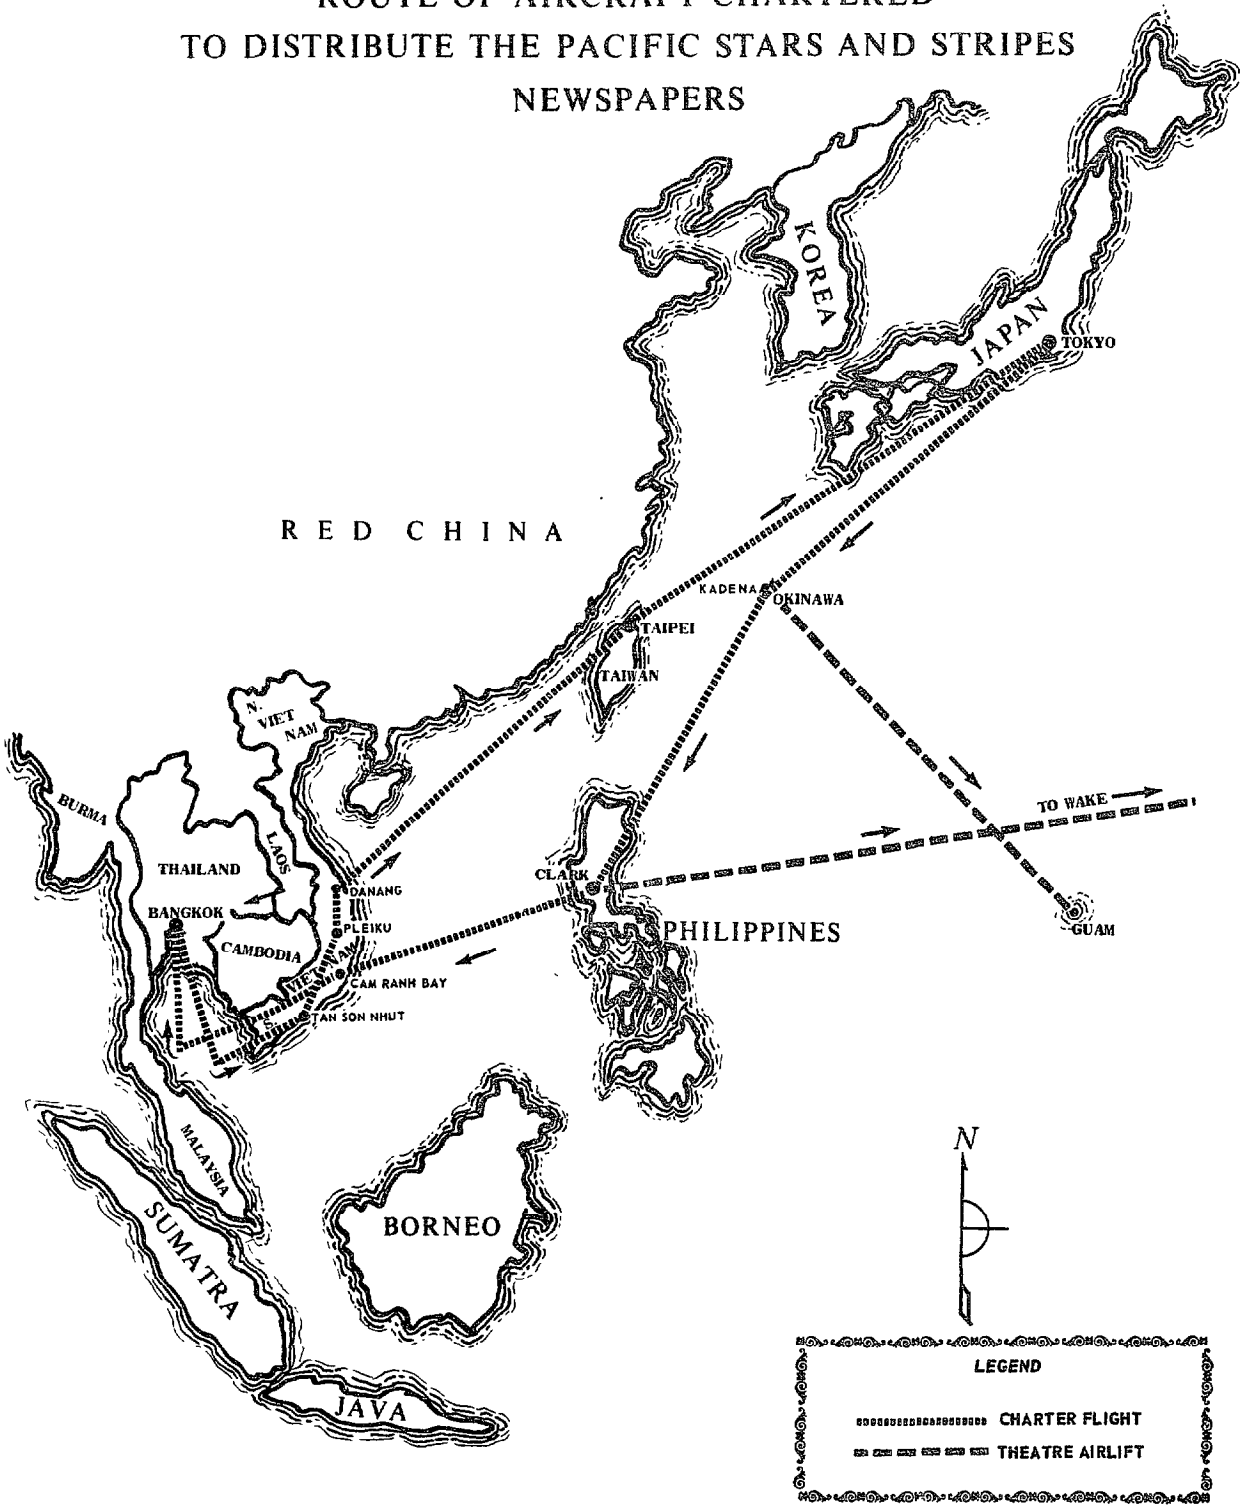 ROUTE OF AIRCRAFT CHARTERED
TO DISTRIBUTE THE PACIFIC STARS AND STRIPES
NEWSPAPERS
KOREA
JAPAN
TOKYO
RED CHINA
KADENA
OKINAWA
TAIPEI
TAIWAN
N.
VIET
NAM
BURMA
TO WAKE
LAOS
THAILAND
CLARK
DANANG
BANGKOK
PLEIKU
GUAM
PHILIPPINES
CAMBODIA
S. VIET NAM
CAM RANH BAY
TAN SON NHUT
N
MALAYSIA
SUMATRA
BORNEO
JAVA
LEGEND
CHARTER FLIGHT
THEATRE AIRLIFT